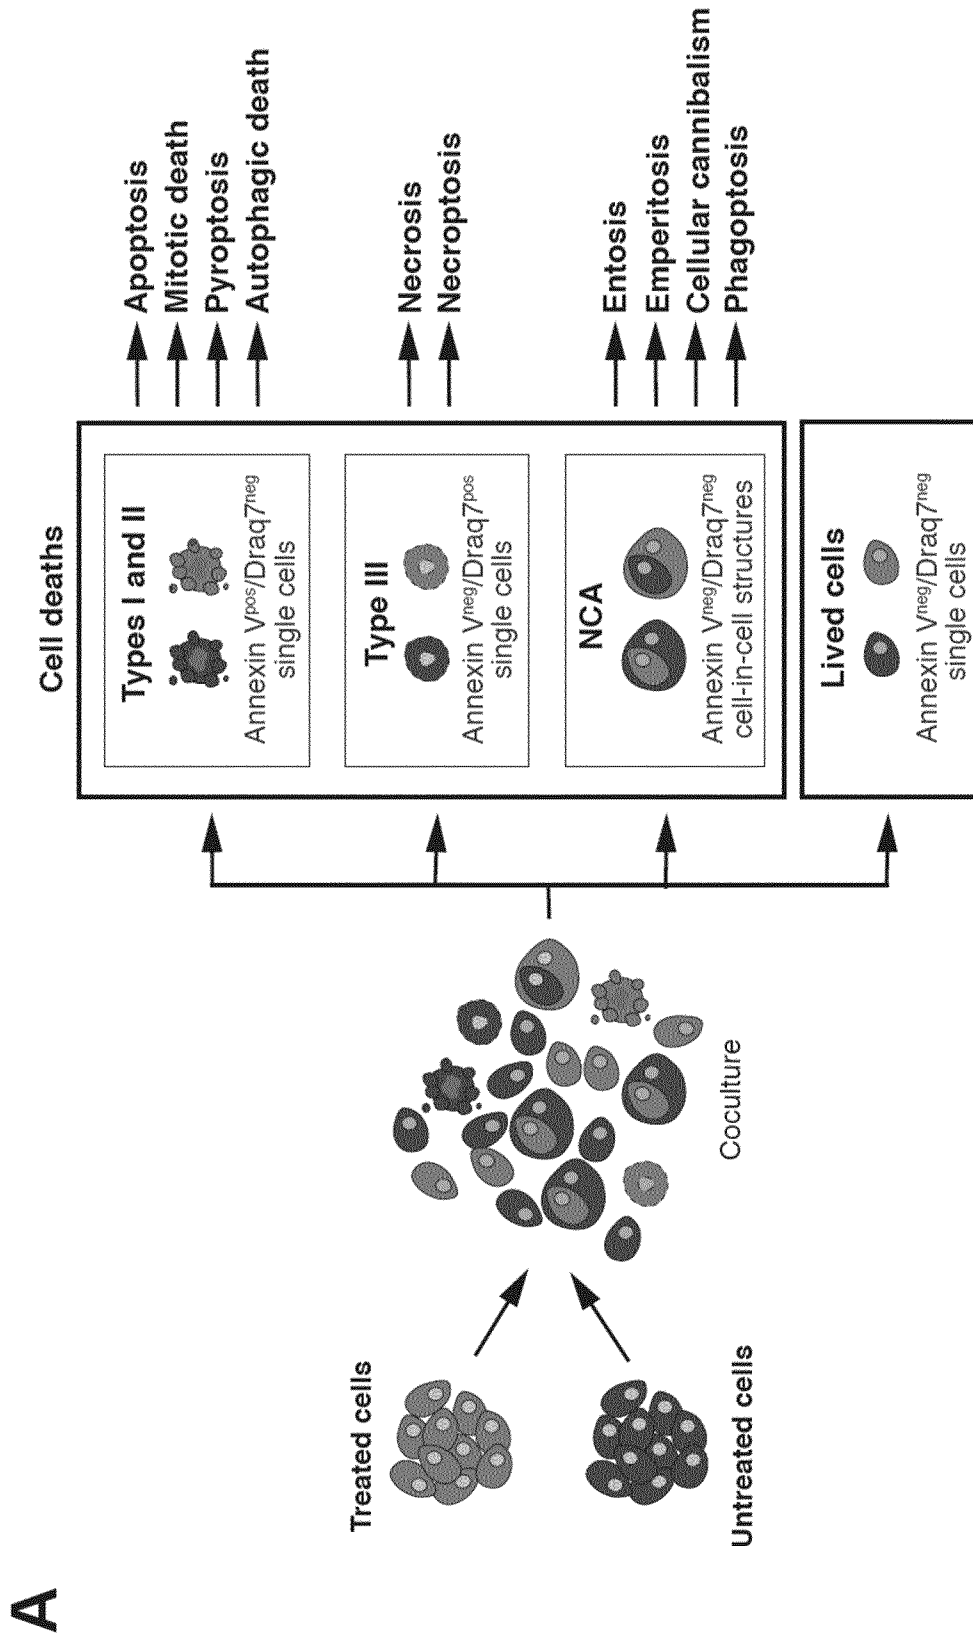 A
Treated cells
Untreated cells
Coculture
Cell deaths
Types I and II
Annexin Vpos/Draq7neg
single cells
Apoptosis
Mitotic death
Pyroptosis
Autophagic death
Type III
Annexin Vneg/Draq7pos
single cells
Necrosis
Necroptosis
NCA
Annexin Vneg/Draq7neg
cell-in-cell structures
Entosis
Emperitosis
Cellular cannibalism
Phagoptosis
Lived cells
Annexin Vneg/Draq7neg
single cells